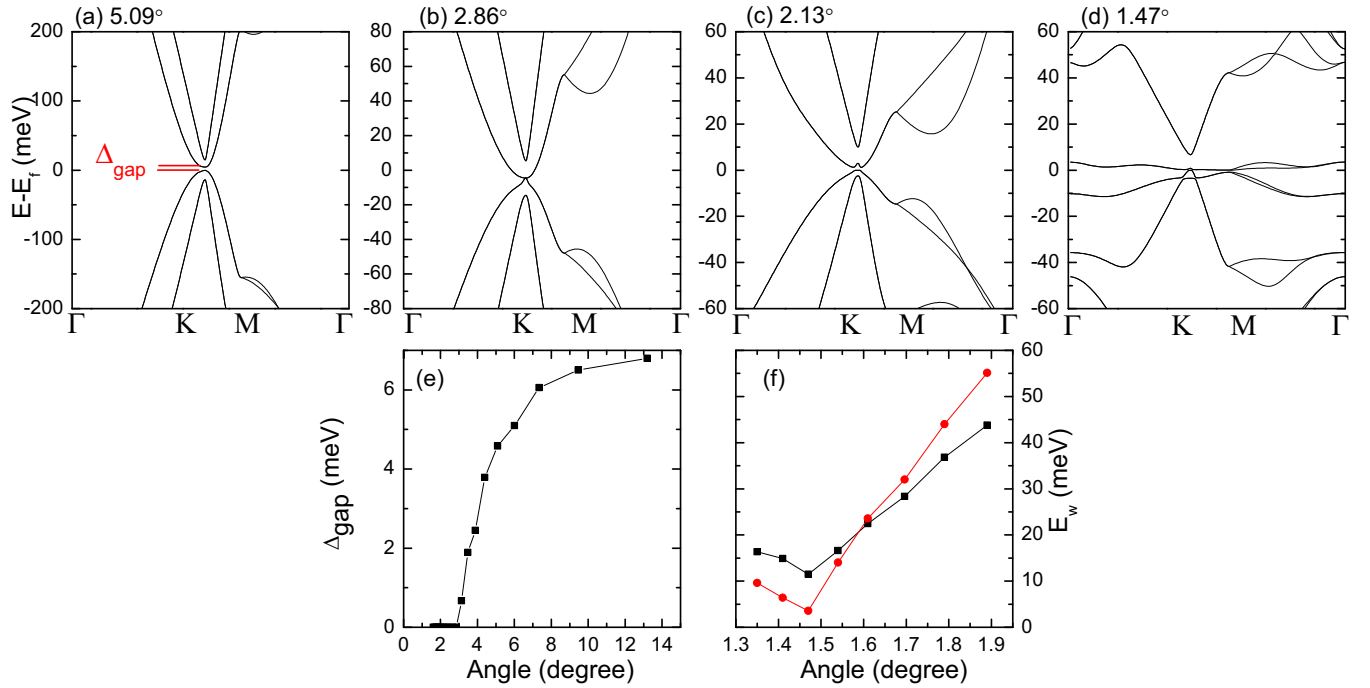 (a) 5.09° (b) 2.86° (c) 2.13° (d) 1.47°
200 80 60 60
100 60 40 40
40 20 20
20
0 0 0 0
-20
-100 -40 -20 -20
-60 -40 -40
-200 -80 -60 -60
E-E_f (meV)
Δ_gap
Γ K M Γ Γ K M Γ Γ K M Γ Γ K M Γ
(e) (f)
6 60
4 50
2 40
0 30
20
10
0
Δgap (meV)
E_w (meV)
0 2 4 6 8 10 12 14 1.3 1.4 1.5 1.6 1.7 1.8 1.9
Angle (degree) Angle (degree)